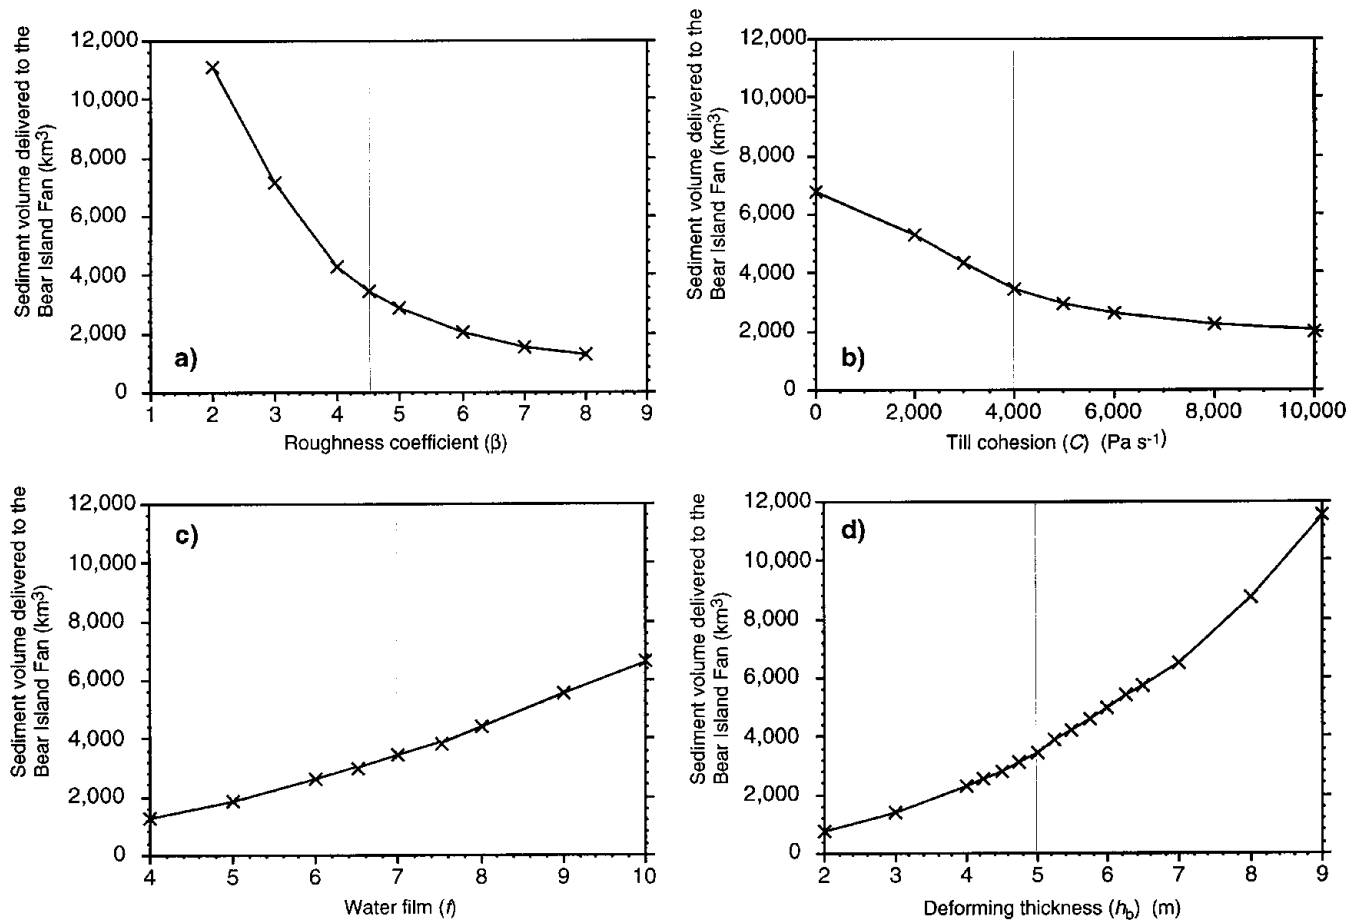 Sediment volume delivered to the
Bear Island Fan (km³)
12,000
10,000
8,000
6,000
4,000
2,000
0
a)
1 2 3 4 5 6 7 8 9
Roughness coefficient (β)
Sediment volume delivered to the
Bear Island Fan (km³)
12,000
10,000
8,000
6,000
4,000
2,000
0
b)
0 2,000 4,000 6,000 8,000 10,000
Till cohesion (C) (Pa s⁻¹)
Sediment volume delivered to the
Bear Island Fan (km³)
12,000
10,000
8,000
6,000
4,000
2,000
0
c)
4 5 6 7 8 9 10
Water film (f)
Sediment volume delivered to the
Bear Island Fan (km³)
12,000
10,000
8,000
6,000
4,000
2,000
0
d)
2 3 4 5 6 7 8 9
Deforming thickness (h_b) (m)